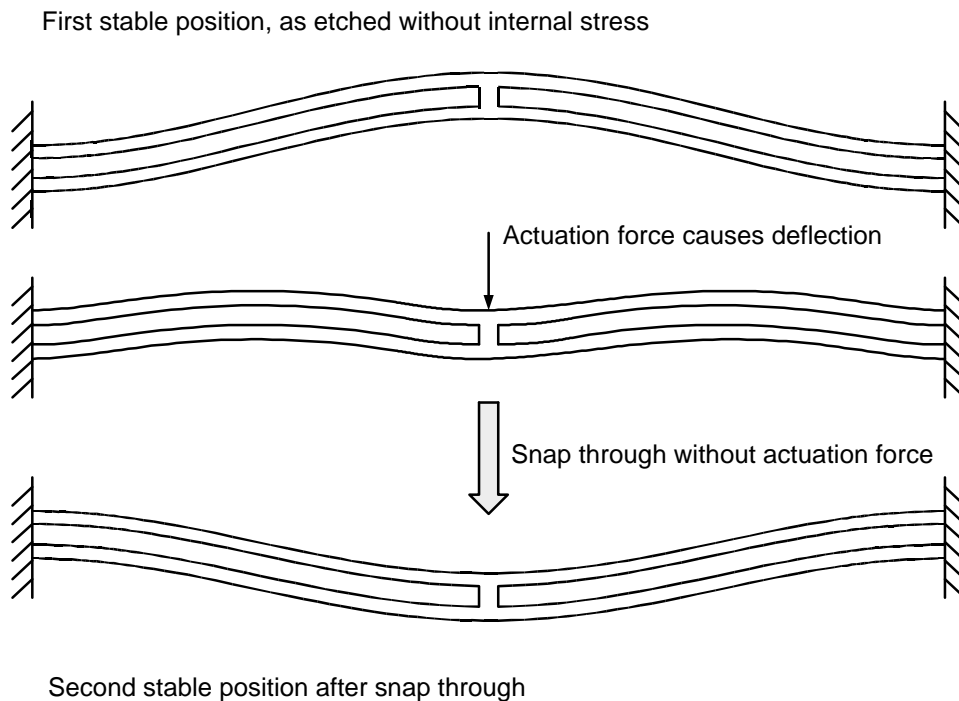 First stable position, as etched without internal stress
Actuation force causes deflection
Snap through without actuation force
Second stable position after snap through